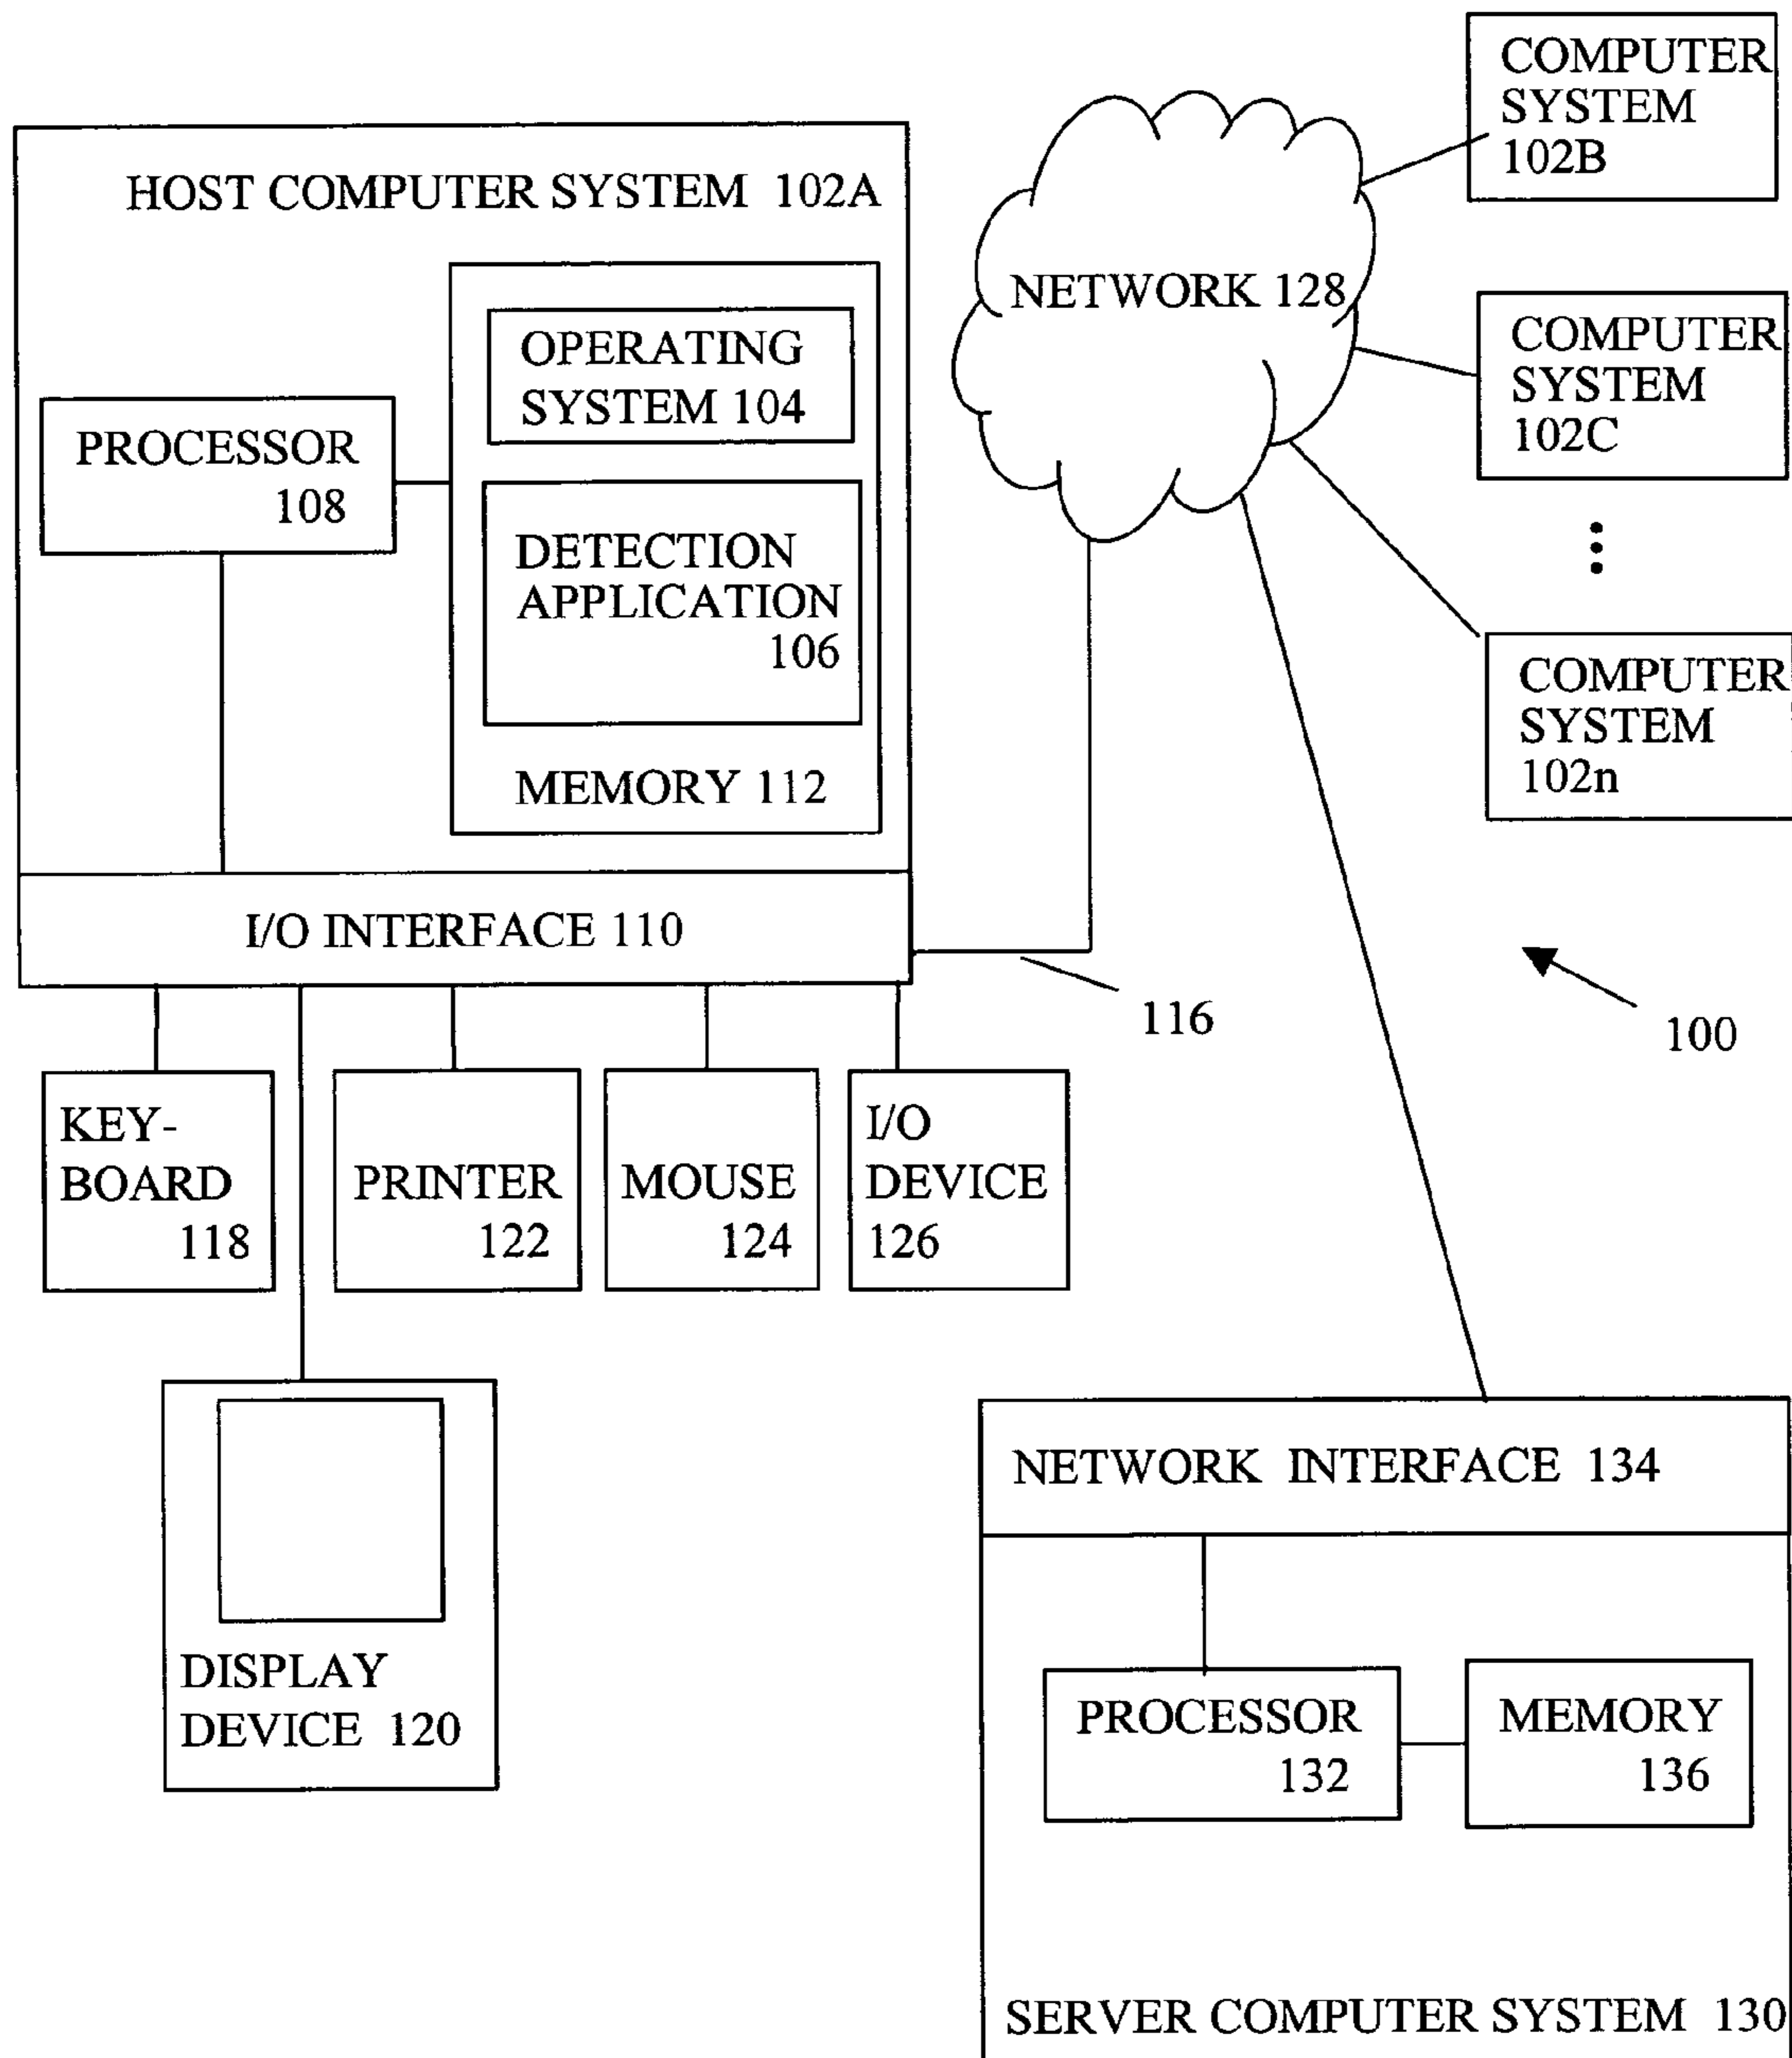 HOST COMPUTER SYSTEM 102A
OPERATING
SYSTEM 104
PROCESSOR
108
DETECTION
APPLICATION
106
MEMORY 112
I/O INTERFACE 110
116
KEY-
BOARD
118
PRINTER
122
MOUSE
124
I/O
DEVICE
126
DISPLAY
DEVICE 120
NETWORK 128
COMPUTER
SYSTEM
102B
COMPUTER
SYSTEM
102C
COMPUTER
SYSTEM
102n
100
NETWORK INTERFACE 134
PROCESSOR
132
MEMORY
136
SERVER COMPUTER SYSTEM 130